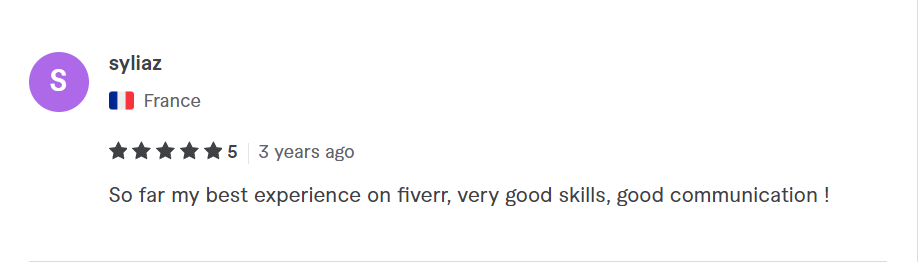 S
syliaz
France
5 3 years ago
So far my best experience on fiverr, very good skills, good communication !